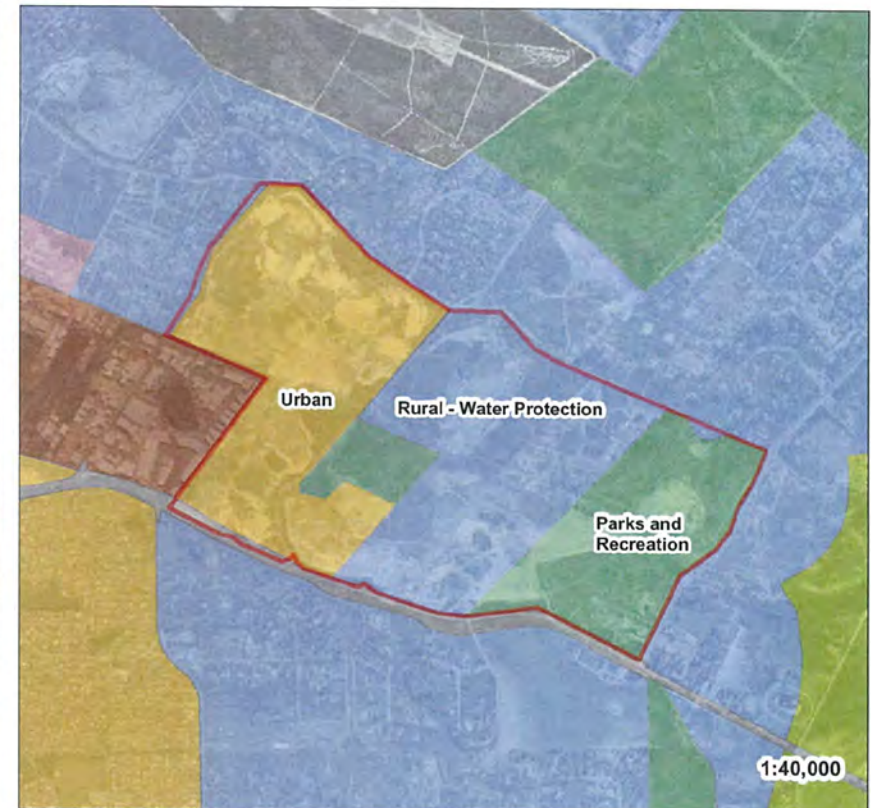 Urban
Rural - Water Protection
Parks and
Recreation
1:40,000